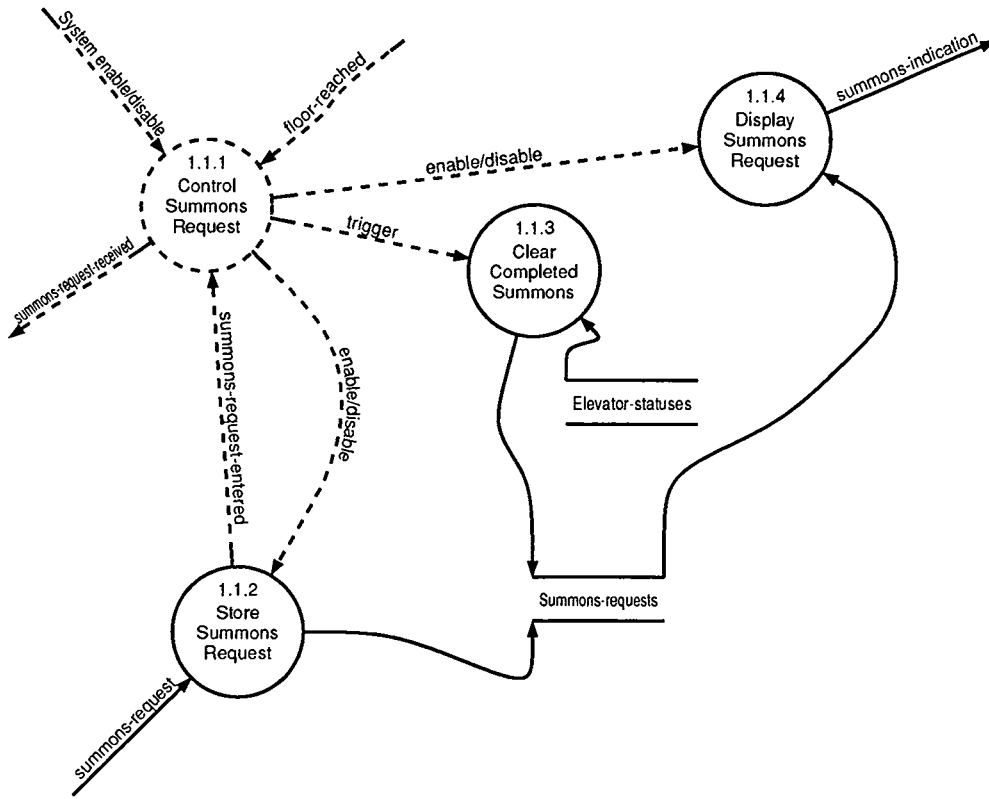 System enable/disable
floor-reached
summons-indication
1.1.4
Display
Summons
Request
1.1.1
Control
Summons
Request
enable/disable
trigger
1.1.3
Clear
Completed
Summons
summons-request-received
summons-request-entered
enable/disable
Elevator-statuses
Summons-requests
1.1.2
Store
Summons
Request
summons-request